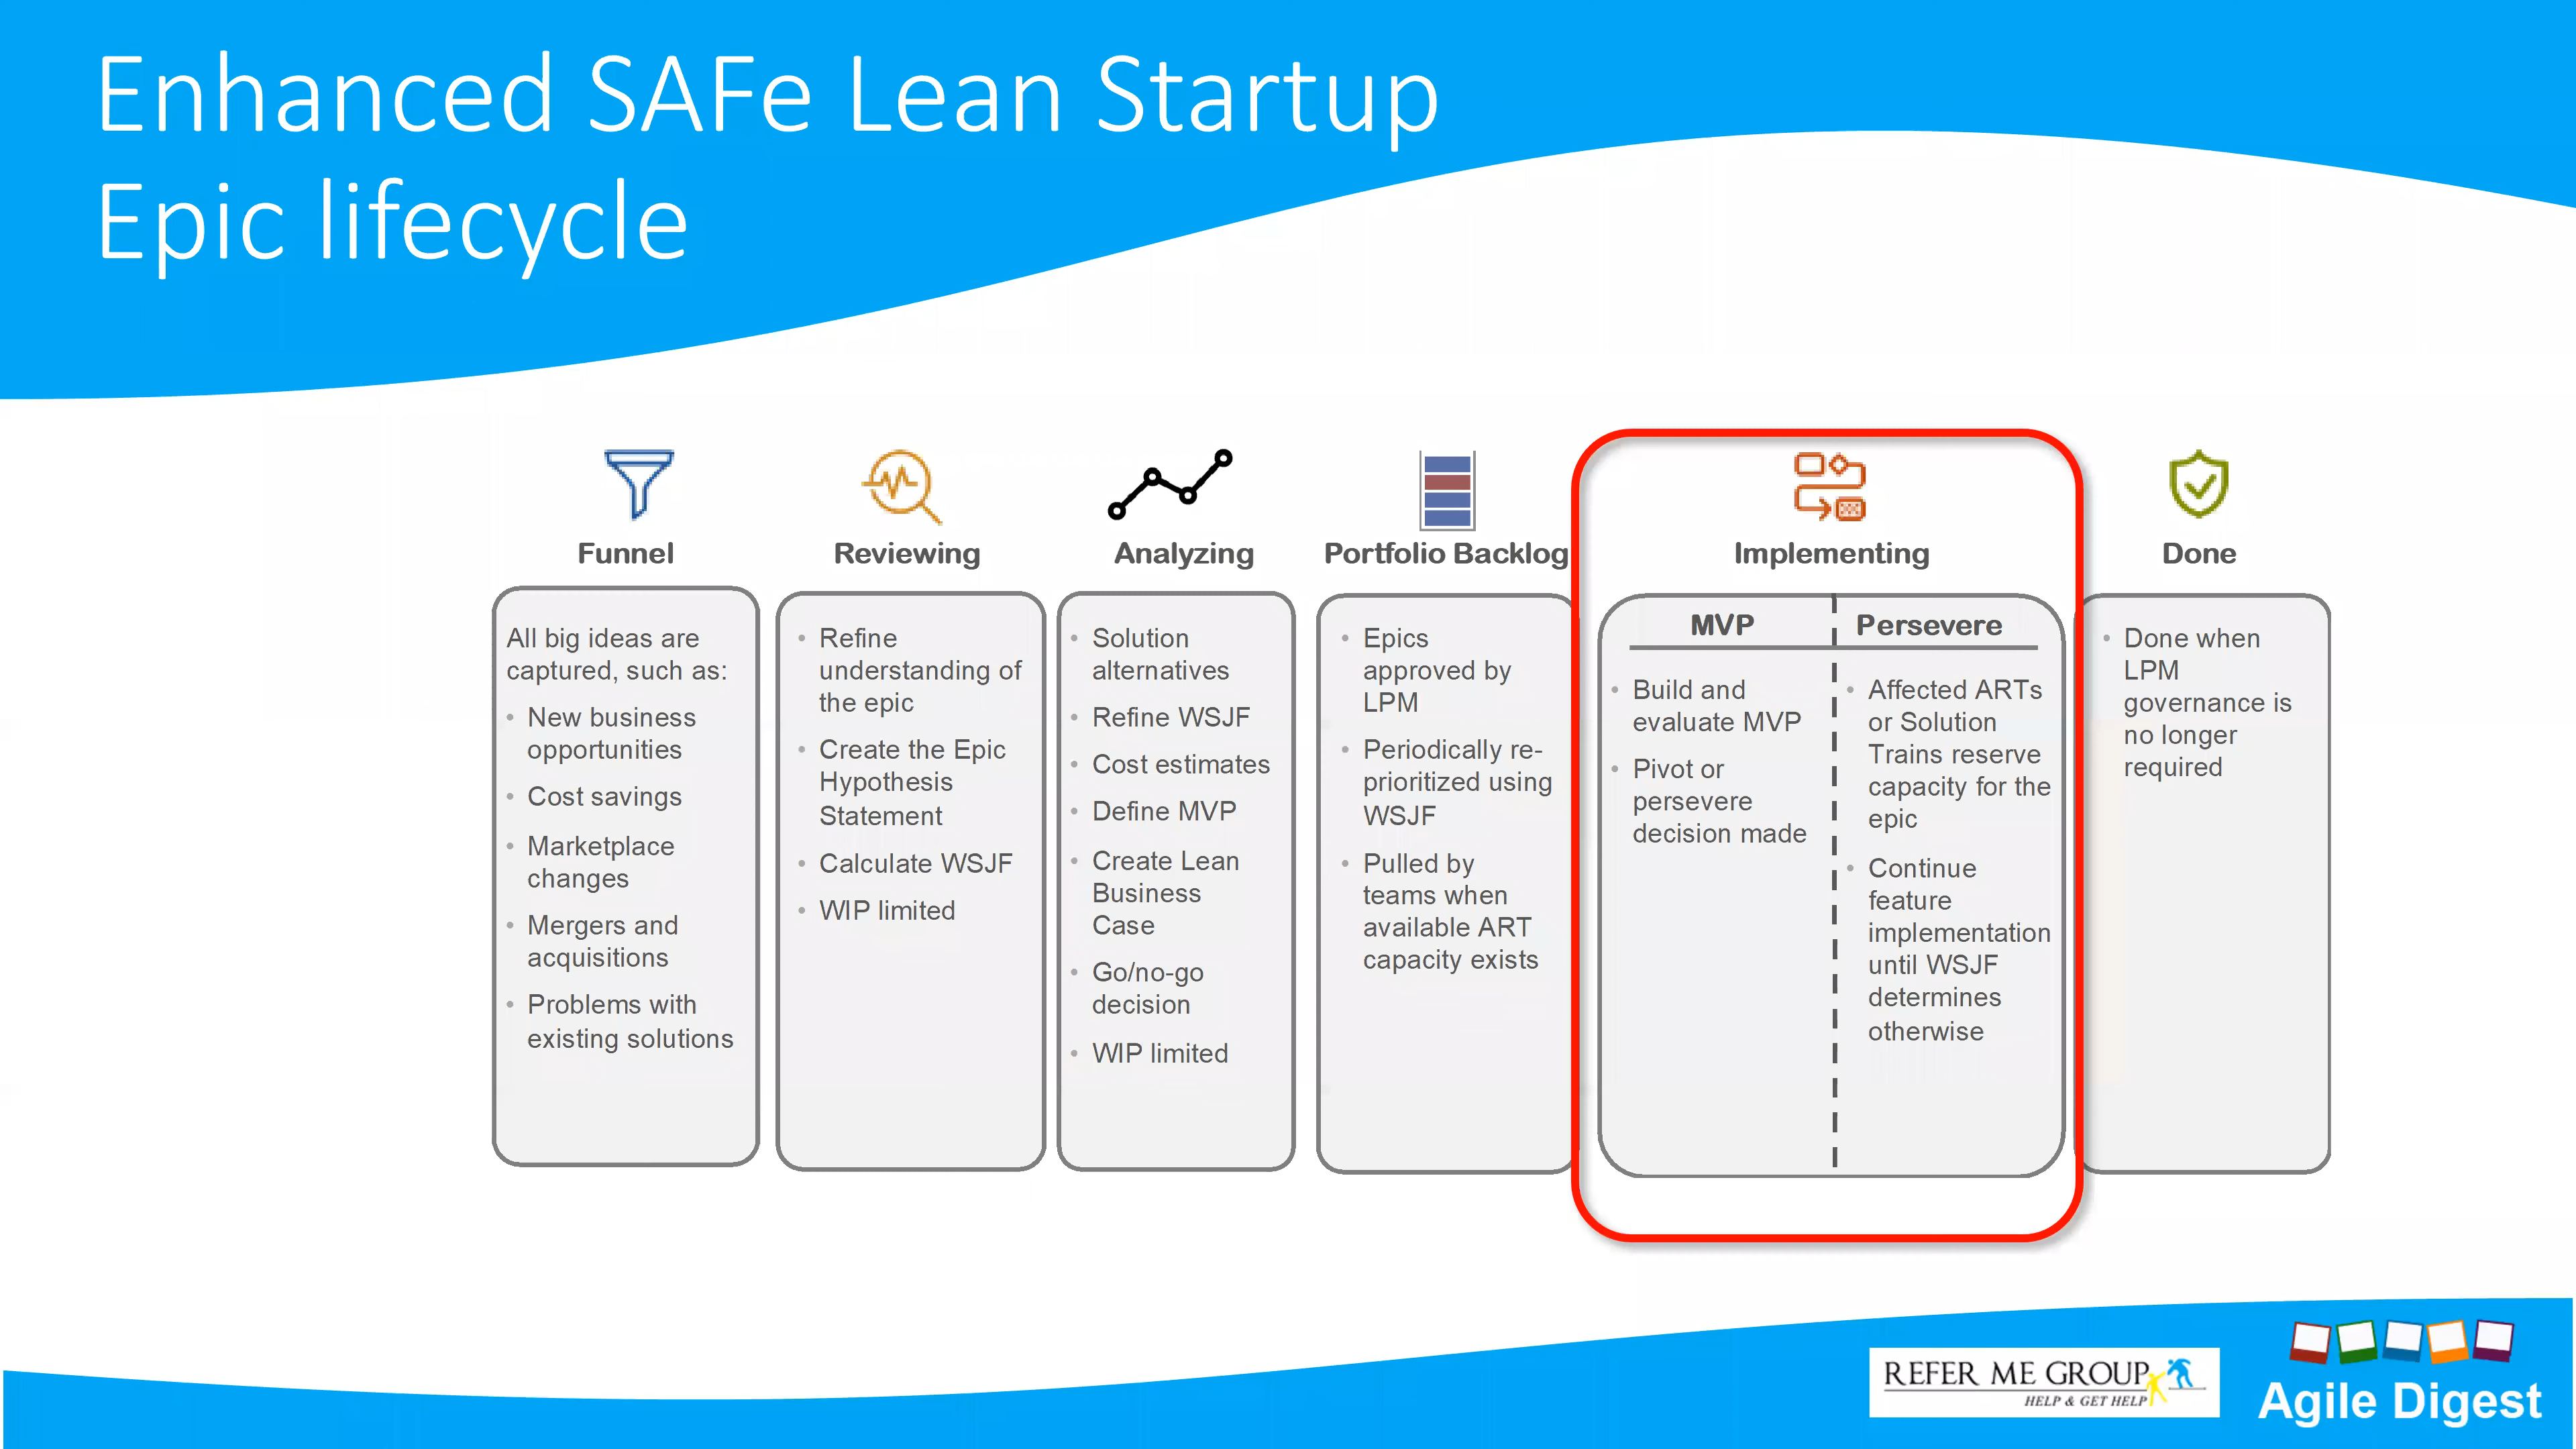 Enhanced SAFe Lean Startup
Epic lifecycle
Funnel
All big ideas are
captured, such as:
• New business
opportunities
• Cost savings
• Marketplace
changes
• Mergers and
acquisitions
• Problems with
existing solutions
Reviewing
• Refine
understanding of
the epic
• Create the Epic
Hypothesis
Statement
• Calculate WSJF
• WIP limited
Analyzing
• Solution
alternatives
• Refine WSJF
• Cost estimates
• Define MVP
• Create Lean
Business
Case
• Go/no-go
decision
• WIP limited
Portfolio Backlog
• Epics
approved by
LPM
• Periodically re-
prioritized using
WSJF
• Pulled by
teams when
available ART
capacity exists
Implementing
MVP
• Build and
evaluate MVP
• Pivot or
persevere
decision made
Persevere
• Affected ARTs
or Solution
Trains reserve
capacity for the
epic
• Continue
feature
implementation
until WSJF
determines
otherwise
Done
• Done when
LPM
governance is
no longer
required
REFER ME GROUP
HELP & GET HELP
Agile Digest